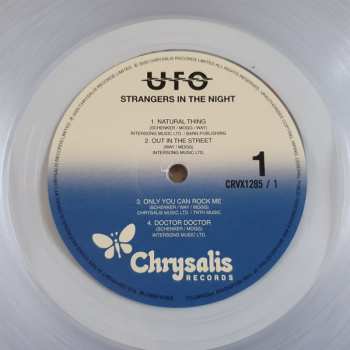 UFO
STRANGERS IN THE NIGHT
1. NATURAL THING
(SCHENKER / MOGG / WAY)
INTERSONG MUSIC LTD. / BARN PUBLISHING
2. OUT IN THE STREET
(WAY / MOGG)
INTERSONG MUSIC LTD.
1
CRVX1285 / 1
3. ONLY YOU CAN ROCK ME
(SCHENKER / WAY / MOGG)
CHRYSALIS MUSIC LTD. / TWTH MUSIC
4. DOCTOR DOCTOR
(SCHENKER / MOGG)
INTERSONG MUSIC LTD.
Chrysalis
RECORDS